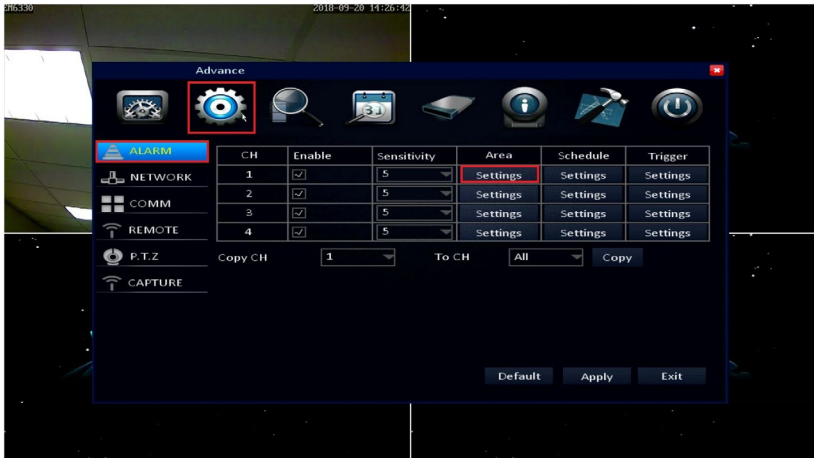 EM6330 2018-09-20 14:26:42
Advance
31
ALARM
NETWORK
COMM
REMOTE
P.T.Z
CAPTURE
CH Enable Sensitivity Area Schedule Trigger
1 5 Settings Settings Settings
2 5 Settings Settings Settings
3 5 Settings Settings Settings
4 5 Settings Settings Settings
Copy CH 1 To CH All Copy
Default Apply Exit